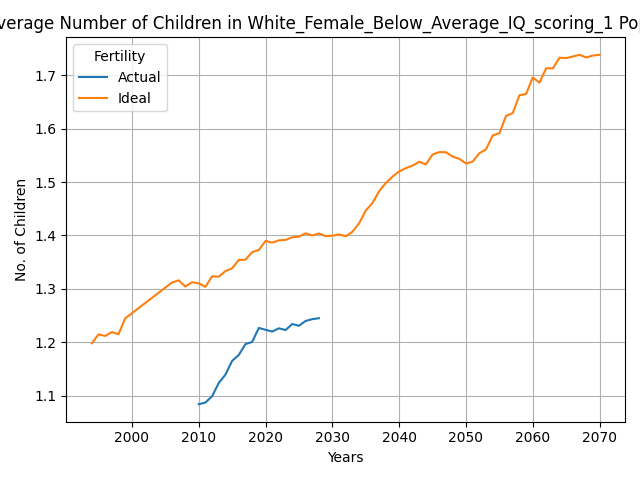 verage Number of Children in White_Female_Below_Average_IQ_scoring_1 Pop
Fertility
Actual
Ideal
No. of Children
1.7
1.6
1.5
1.4
1.3
1.2
1.1
2000 2010 2020 2030 2040 2050 2060 2070
Years